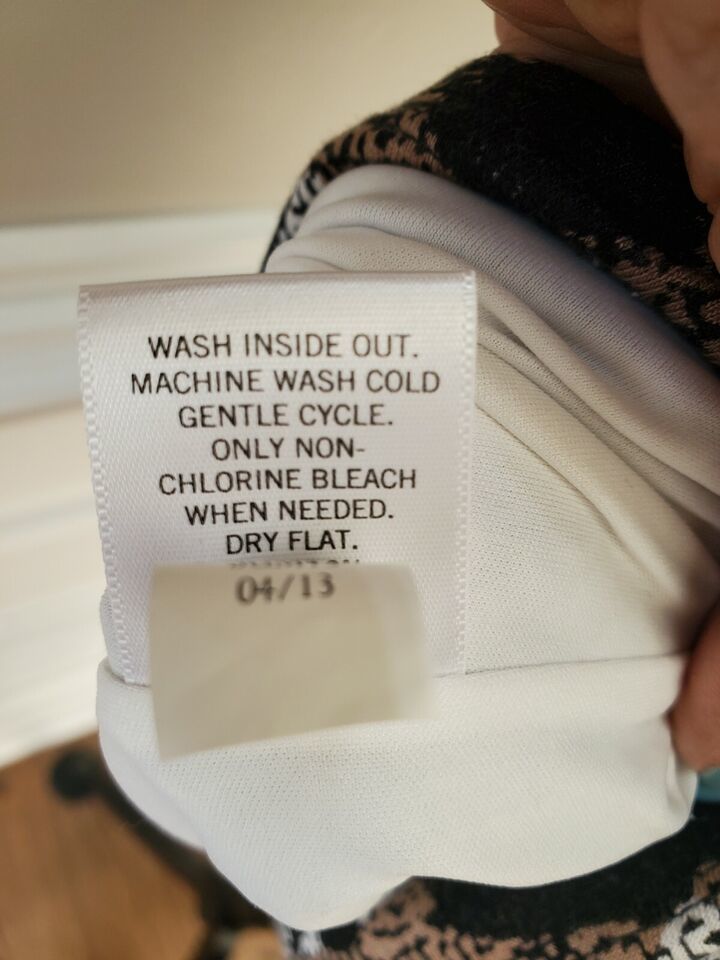 WASH INSIDE OUT.
MACHINE WASH COLD
GENTLE CYCLE.
ONLY NON-
CHLORINE BLEACH
WHEN NEEDED.
DRY FLAT.
04/13